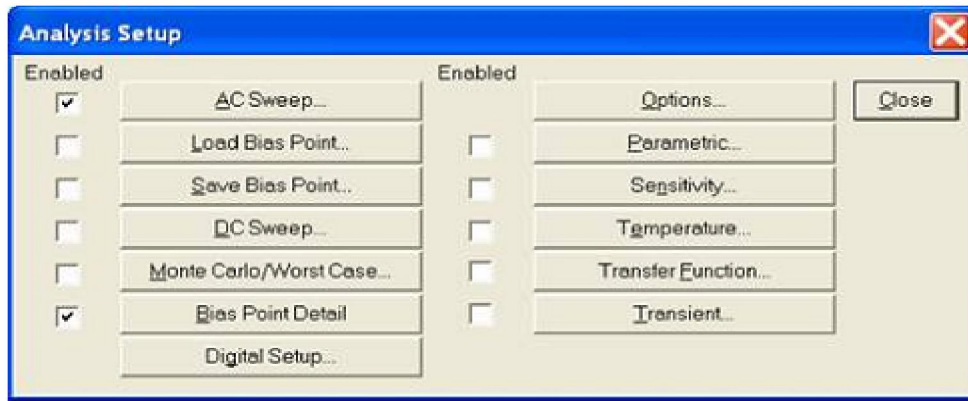 Analysis Setup
Enabled
Enabled
AC Sweep...
Options...
Close
Load Bias Point...
Parametric...
Save Bias Point...
Sensitivity...
DC Sweep...
Temperature...
Monte Carlo/Worst Case...
Transfer Function...
Bias Point Detail
Transient...
Digital Setup...